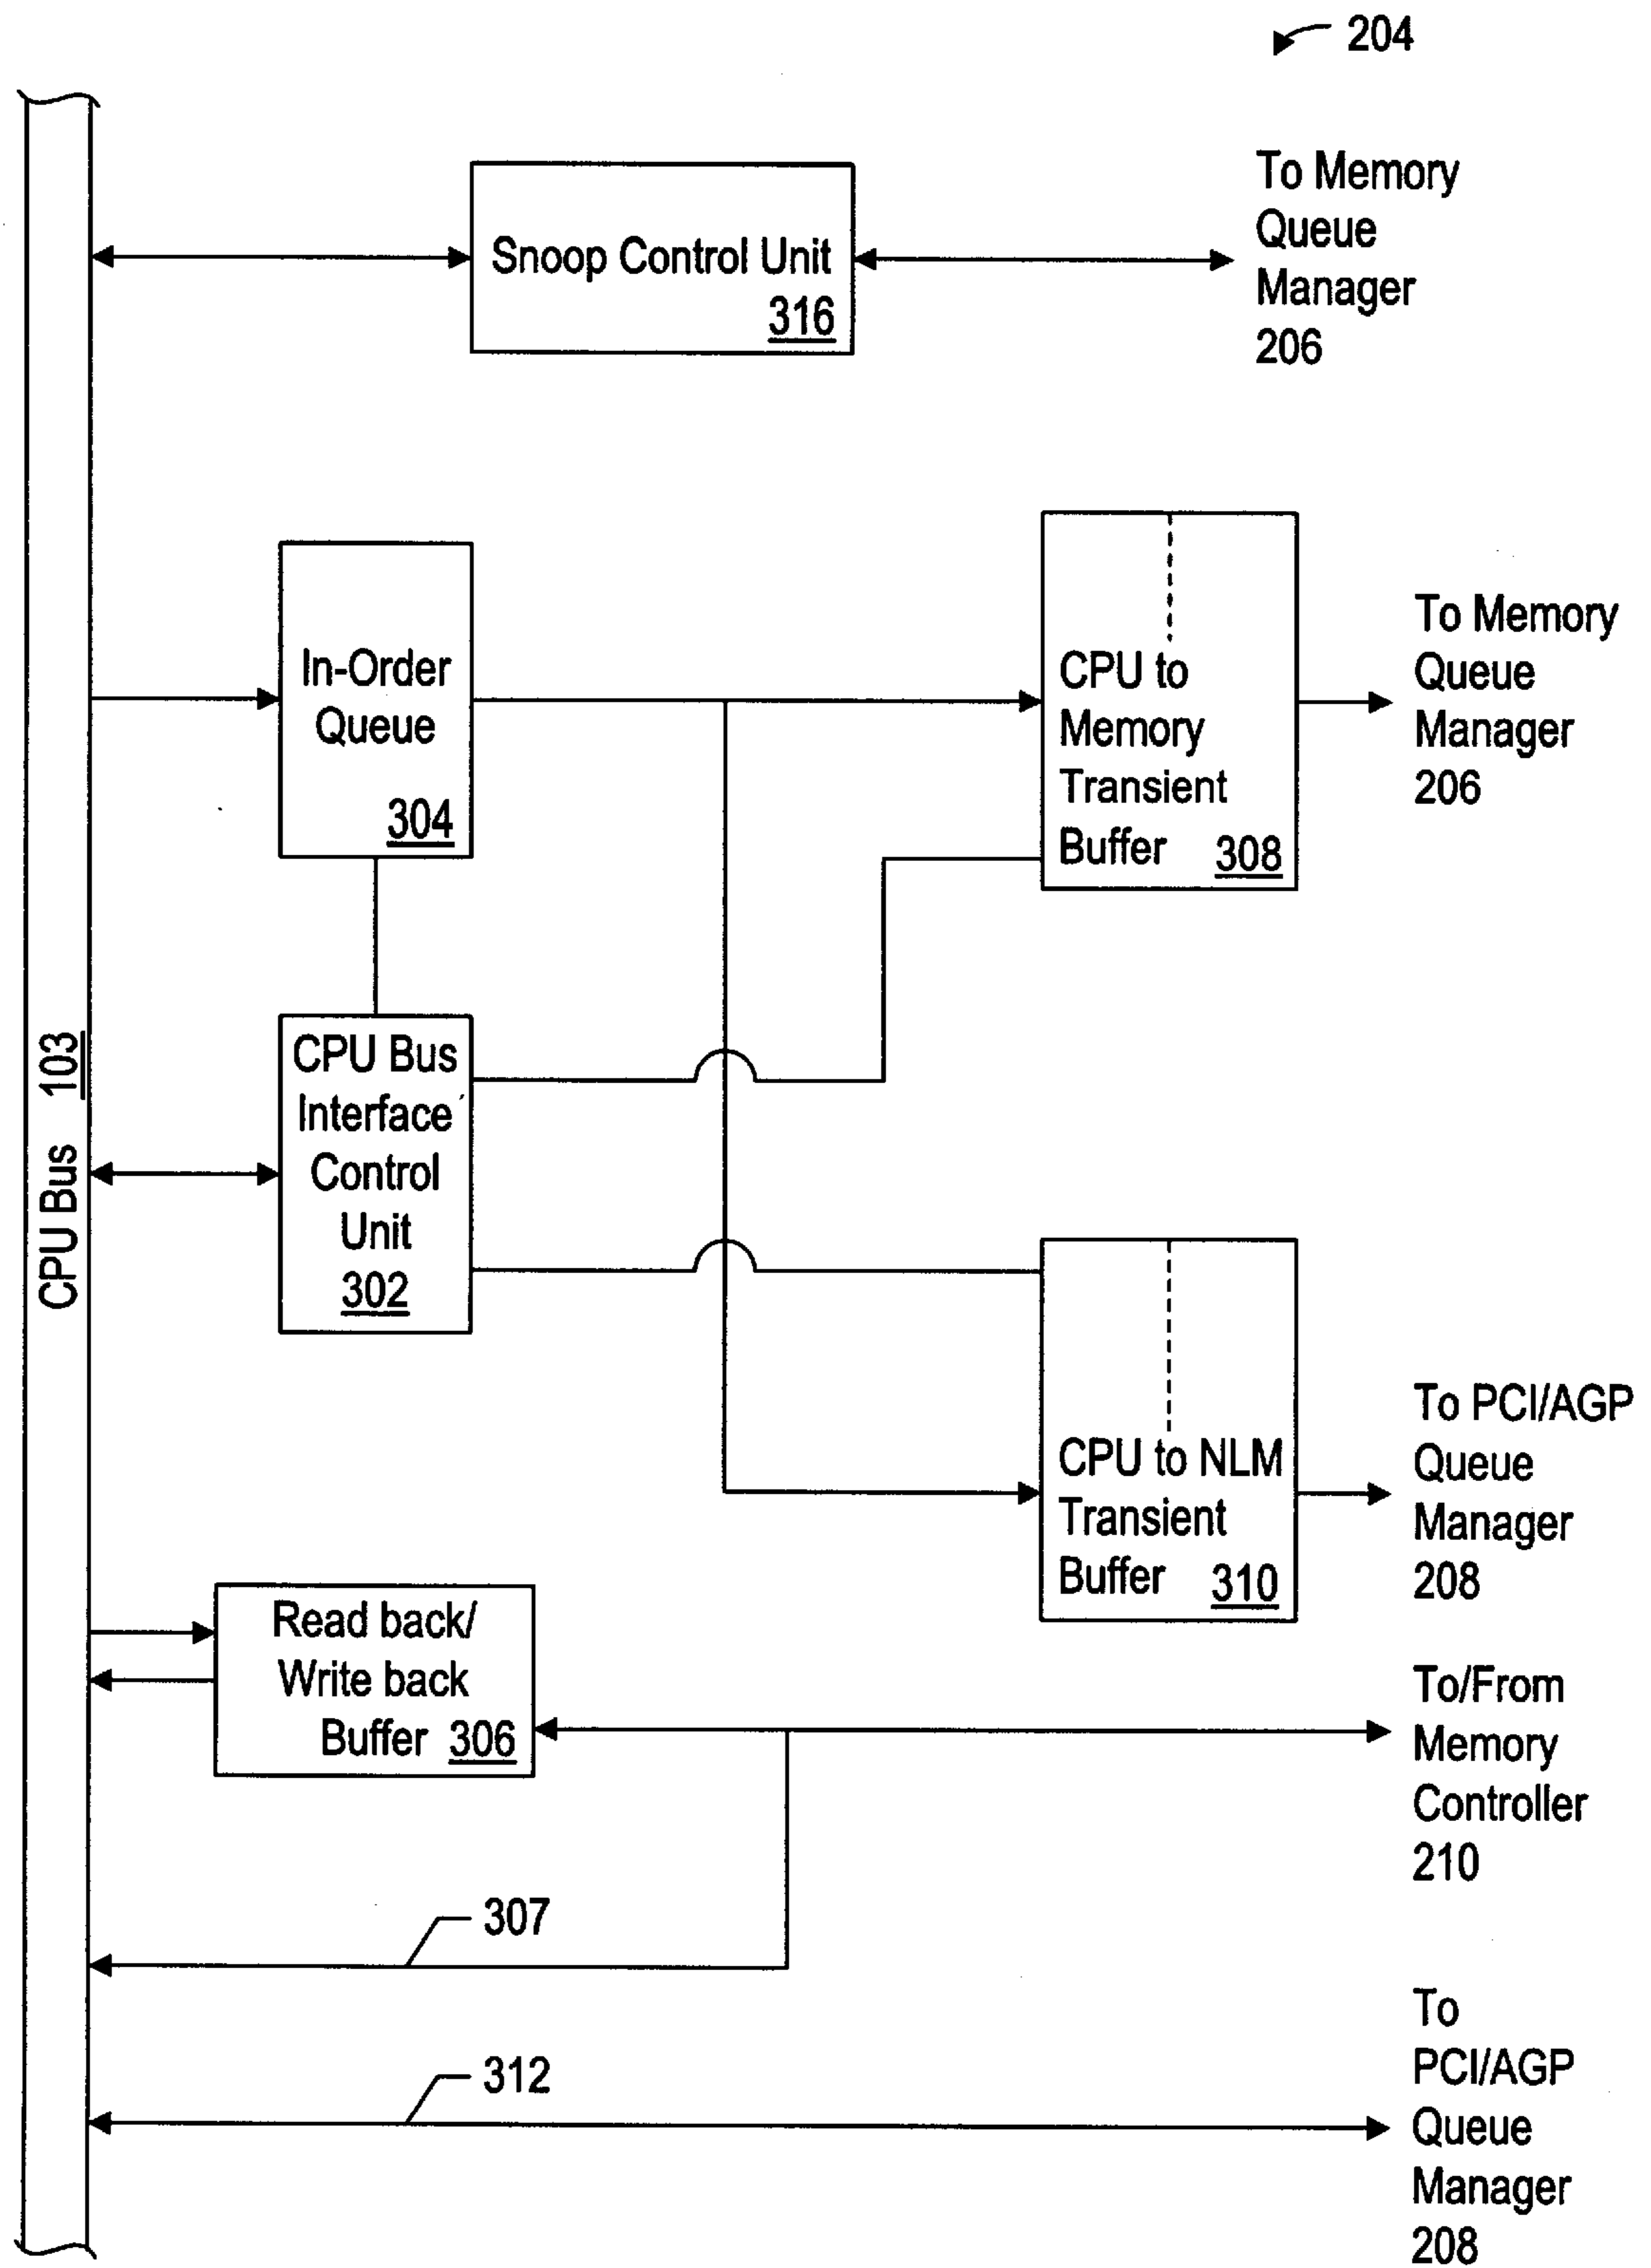 204
To Memory
Queue
Manager
206
Snoop Control Unit
316
In-Order
Queue
304
CPU to
Memory
Transient
Buffer 308
To Memory
Queue
Manager
206
CPU Bus 103
CPU Bus
Interface
Control
Unit
302
CPU to NLM
Transient
Buffer 310
To PCI/AGP
Queue
Manager
208
Read back/
Write back
Buffer 306
To/From
Memory
Controller
210
307
312
To
PCI/AGP
Queue
Manager
208